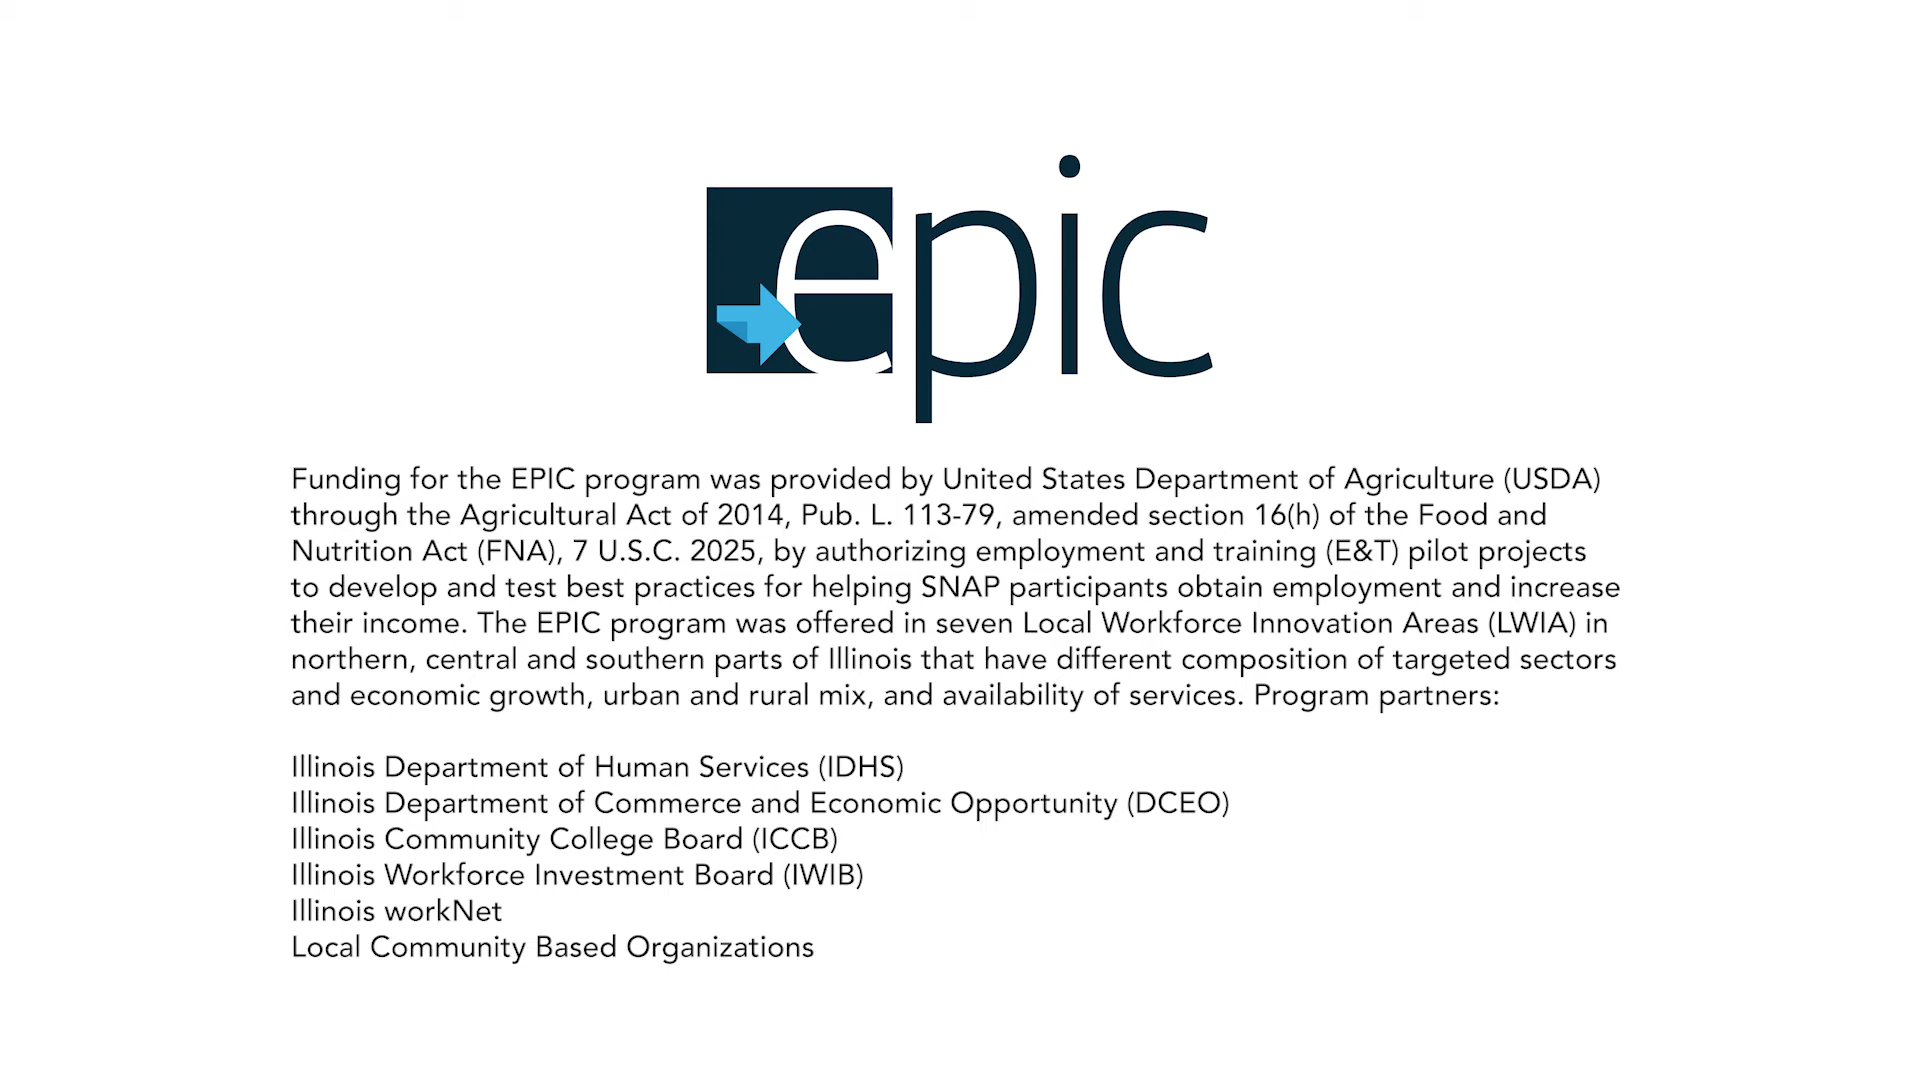 epic
Funding for the EPIC program was provided by United States Department of Agriculture (USDA)
through the Agricultural Act of 2014, Pub. L. 113-79, amended section 16(h) of the Food and
Nutrition Act (FNA), 7 U.S.C. 2025, by authorizing employment and training (E&T) pilot projects
to develop and test best practices for helping SNAP participants obtain employment and increase
their income. The EPIC program was offered in seven Local Workforce Innovation Areas (LWIA) in
northern, central and southern parts of Illinois that have different composition of targeted sectors
and economic growth, urban and rural mix, and availability of services. Program partners:
Illinois Department of Human Services (IDHS)
Illinois Department of Commerce and Economic Opportunity (DCEO)
Illinois Community College Board (ICCB)
Illinois Workforce Investment Board (IWIB)
Illinois workNet
Local Community Based Organizations